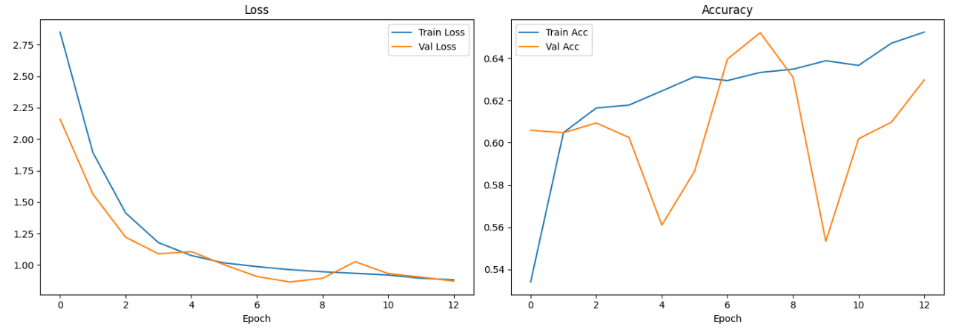 Loss
Train Loss
Val Loss
2.75
2.50
2.25
2.00
1.75
1.50
1.25
1.00
0 2 4 6 8 10 12
Epoch
Accuracy
Train Acc
Val Acc
0.64
0.62
0.60
0.58
0.56
0.54
0 2 4 6 8 10 12
Epoch